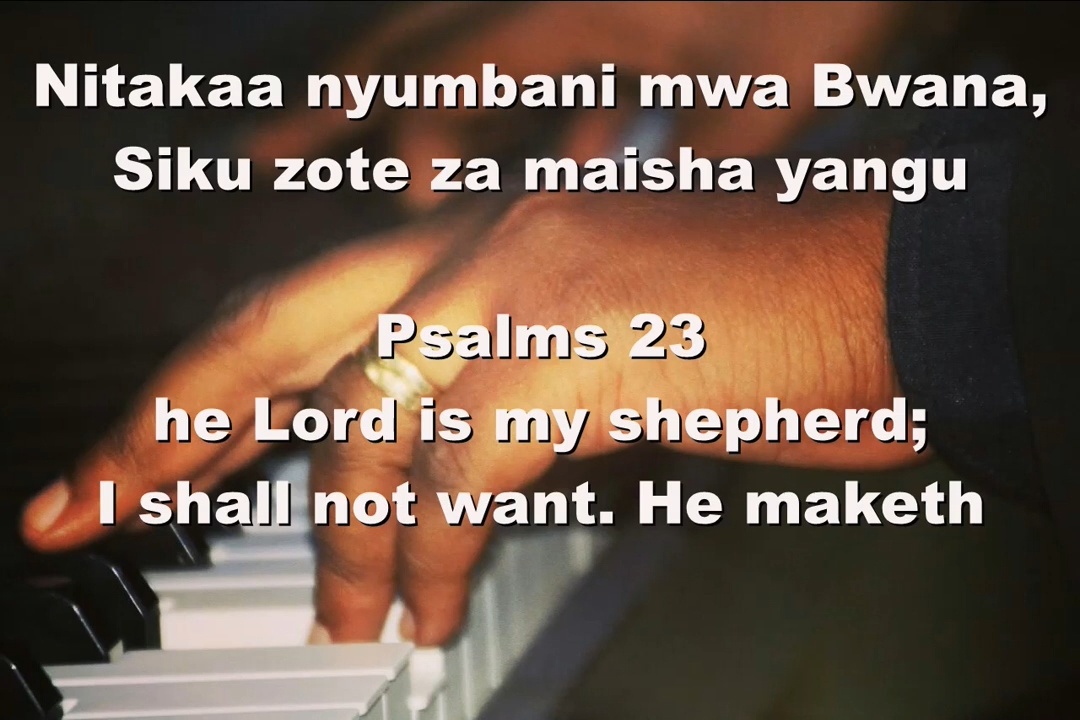 Nitakaa nyumbani mwa Bwana,
Siku zote za maisha yangu
Psalms 23
he Lord is my shepherd;
I shall not want. He maketh